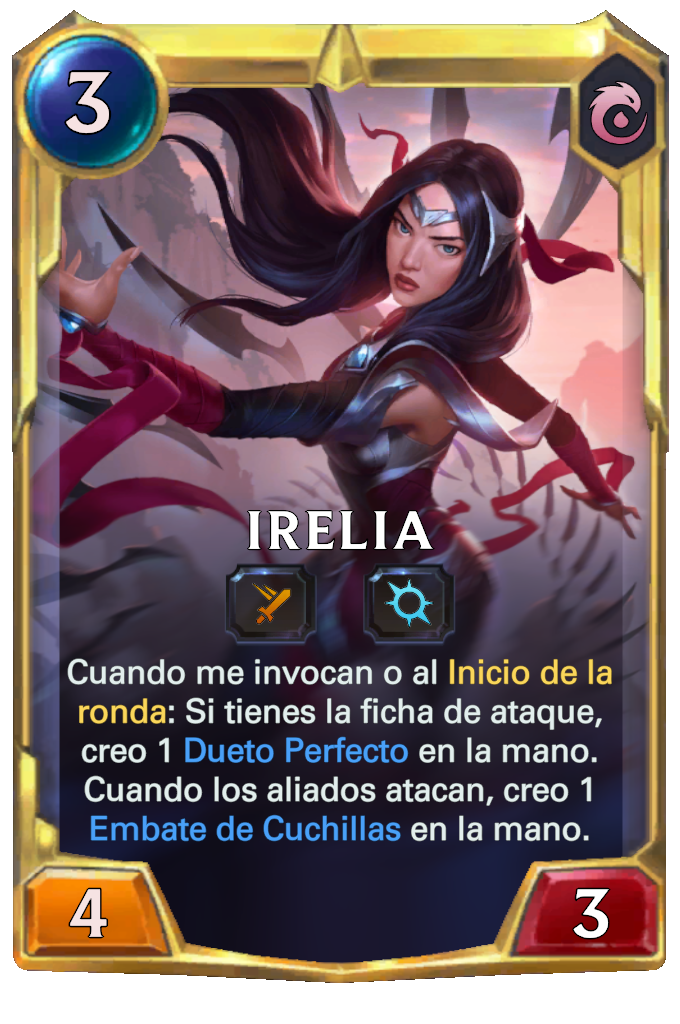 3
IRELIA
Cuando me invocan o al Inicio de la
ronda: Si tienes la ficha de ataque,
creo 1 Dueto Perfecto en la mano.
Cuando los aliados atacan, creo 1
Embate de Cuchillas en la mano.
4
3